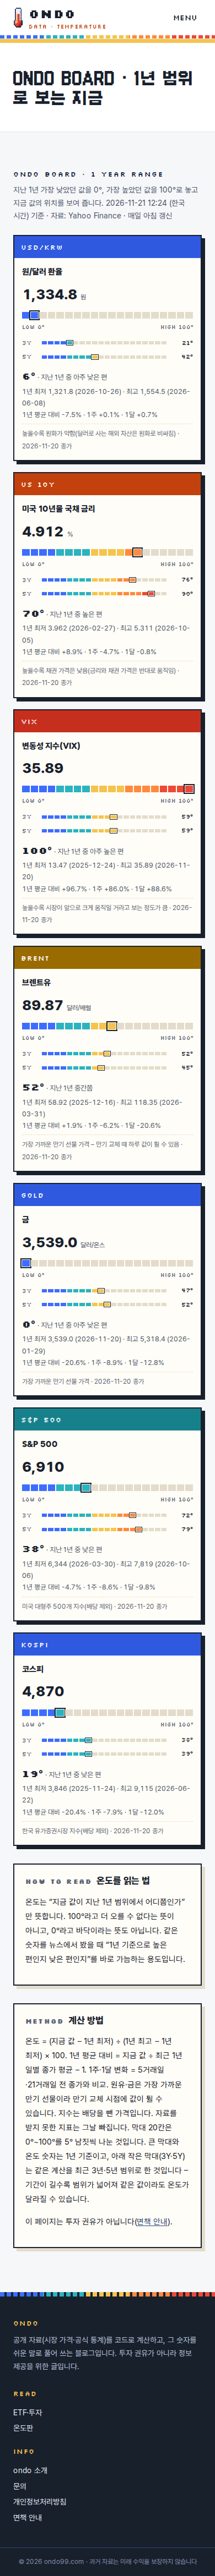 ONDO
DATA · TEMPERATURE
MENU
ONDO BOARD · 1년 범위
로 보는 지금
ONDO BOARD · 1 YEAR RANGE
지난 1년 가장 낮았던 값을 0°, 가장 높았던 값을 100°로 놓고
지금 값의 위치를 보여 줍니다. 2026-11-21 12:24 (한국
시간) 기준 · 자료: Yahoo Finance · 매일 아침 갱신
USD/KRW
원/달러 환율
1,334.8 원
LOW 0° HIGH 100°
3Y 21°
5Y 42°
6° · 지난 1년 중 아주 낮은 편
1년 최저 1,321.8 (2026-10-26) · 최고 1,554.5 (2026-
06-08)
1년 평균 대비 -7.5% · 1주 +0.1% · 1달 +0.7%
높을수록 원화가 약함(달러로 사는 해외 자산은 원화로 비싸짐) ·
2026-11-20 종가
US 10Y
미국 10년물 국채 금리
4.912 %
LOW 0° HIGH 100°
3Y 76°
5Y 90°
70° · 지난 1년 중 높은 편
1년 최저 3.962 (2026-02-27) · 최고 5.311 (2026-10-
05)
1년 평균 대비 +8.9% · 1주 -4.7% · 1달 -0.8%
높을수록 채권 가격은 낮음(금리와 채권 가격은 반대로 움직임) ·
2026-11-20 종가
VIX
변동성 지수(VIX)
35.89
LOW 0° HIGH 100°
3Y 59°
5Y 59°
100° · 지난 1년 중 아주 높은 편
1년 최저 13.47 (2025-12-24) · 최고 35.89 (2026-11-
20)
1년 평균 대비 +96.7% · 1주 +86.0% · 1달 +88.6%
높을수록 시장이 앞으로 크게 움직일 거라고 보는 정도가 큼 · 2026-
11-20 종가
BRENT
브렌트유
89.87 달러/배럴
LOW 0° HIGH 100°
3Y 52°
5Y 45°
52° · 지난 1년 중간쯤
1년 최저 58.92 (2025-12-16) · 최고 118.35 (2026-
03-31)
1년 평균 대비 +1.9% · 1주 -6.2% · 1달 -20.6%
가장 가까운 만기 선물 가격 – 만기 교체 때 하루 값이 튈 수 있음 ·
2026-11-20 종가
GOLD
금
3,539.0 달러/온스
LOW 0° HIGH 100°
3Y 47°
5Y 52°
0° · 지난 1년 중 아주 낮은 편
1년 최저 3,539.0 (2026-11-20) · 최고 5,318.4 (2026-
01-29)
1년 평균 대비 -20.6% · 1주 -8.9% · 1달 -12.8%
가장 가까운 만기 선물 가격 · 2026-11-20 종가
S&P 500
S&P 500
6,910
LOW 0° HIGH 100°
3Y 72°
5Y 79°
38° · 지난 1년 중 낮은 편
1년 최저 6,344 (2026-03-30) · 최고 7,819 (2026-10-
06)
1년 평균 대비 -4.7% · 1주 -8.6% · 1달 -9.8%
미국 대형주 500개 지수(배당 제외) · 2026-11-20 종가
KOSPI
코스피
4,870
LOW 0° HIGH 100°
3Y 38°
5Y 39°
19° · 지난 1년 중 낮은 편
1년 최저 3,846 (2025-11-24) · 최고 9,115 (2026-06-
22)
1년 평균 대비 -20.4% · 1주 -7.9% · 1달 -12.0%
한국 유가증권시장 지수(배당 제외) · 2026-11-20 종가
HOW TO READ 온도를 읽는 법
온도는 "지금 값이 지난 1년 범위에서 어디쯤인가"
만 뜻합니다. 100°라고 더 오를 수 없다는 뜻이
아니고, 0°라고 바닥이라는 뜻도 아닙니다. 같은
숫자를 뉴스에서 봤을 때 "1년 기준으로 높은
편인지 낮은 편인지"를 바로 가늠하는 용도입니다.
METHOD 계산 방법
온도 = (지금 값 − 1년 최저) ÷ (1년 최고 − 1년
최저) × 100. 1년 평균 대비 = 지금 값 ÷ 최근 1년
일별 종가 평균 − 1. 1주·1달 변화 = 5거래일
·21거래일 전 종가와 비교. 원유·금은 가장 가까운
만기 선물이라 만기 교체 시점에 값이 튈 수
있습니다. 지수는 배당을 뺀 가격입니다. 자료를
받지 못한 지표는 그날 빠집니다. 막대 20칸은
0°~100°를 5° 남짓씩 나눈 것입니다. 큰 막대와
온도 숫자는 1년 기준이고, 아래 작은 막대(3Y·5Y)
는 같은 계산을 최근 3년·5년 범위로 한 것입니다 –
기간이 길수록 범위가 넓어져 같은 값이라도 온도가
달라질 수 있습니다.
이 페이지는 투자 권유가 아닙니다(면책 안내).
ONDO
공개 자료(시장 가격·공식 통계)를 코드로 계산하고, 그 숫자를
쉬운 말로 풀어 쓰는 블로그입니다. 투자 권유가 아니라 정보
제공을 위한 글입니다.
READ
ETF·투자
온도판
INFO
ondo 소개
문의
개인정보처리방침
면책 안내
© 2026 ondo99.com · 과거 자료는 미래 수익을 보장하지 않습니다